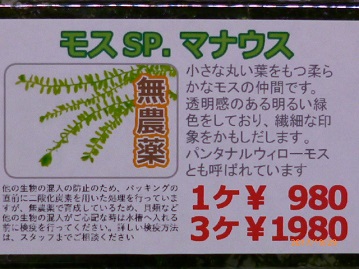 モスSP. マナウス
無農薬
小さな丸い葉をもつ柔ら
かなモスの仲間です。
透明感のある明るい緑
色をしており、繊細な印
象をかもしだします。
パンタナルウィローモス
とも呼ばれています
他の生物の混入の防止のため、パッキングの
直前に二酸化炭素を用いた処理を行っていま
すが、無農薬で育成しているため、貝類など
他の生物の混入がご心配な時は水槽へ入れる
前に検疫を行ってください。詳しい検疫方法
は、スタッフまでご相談ください
1ケ¥ 980
3ケ¥1980